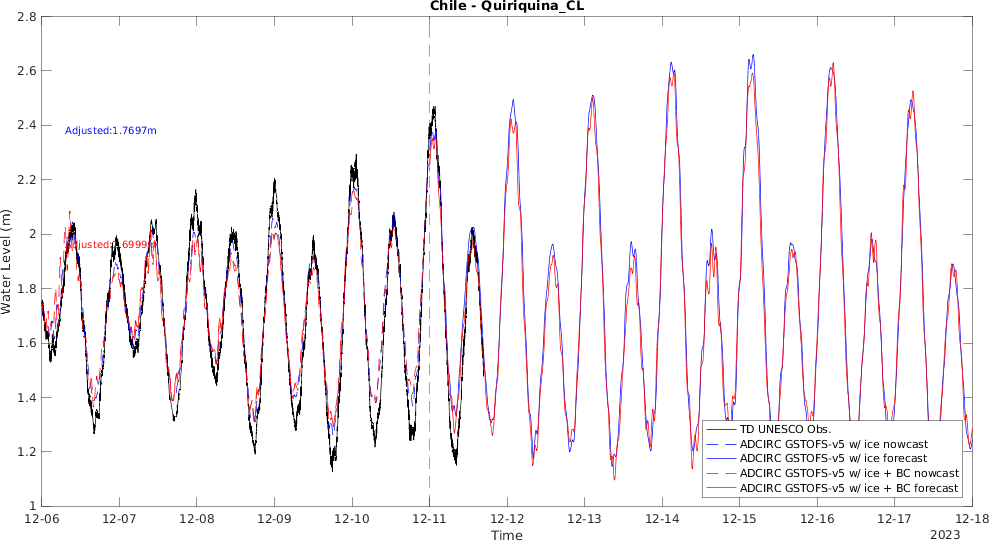 Chile - Quiriquina_CL
2.8
2.6
2.4
2.2
2
1.8
1.6
1.4
1.2
1
Water Level (m)
Adjusted:1.7697m
TD UNESCO Obs.
ADCIRC GSTOFS-v5 w/ ice nowcast
ADCIRC GSTOFS-v5 w/ ice forecast
ADCIRC GSTOFS-v5 w/ ice + BC nowcast
ADCIRC GSTOFS-v5 w/ ice + BC forecast
12-06 12-07 12-08 12-09 12-10 12-11 12-12 12-13 12-14 12-15 12-16 12-17 12-18
Time
2023